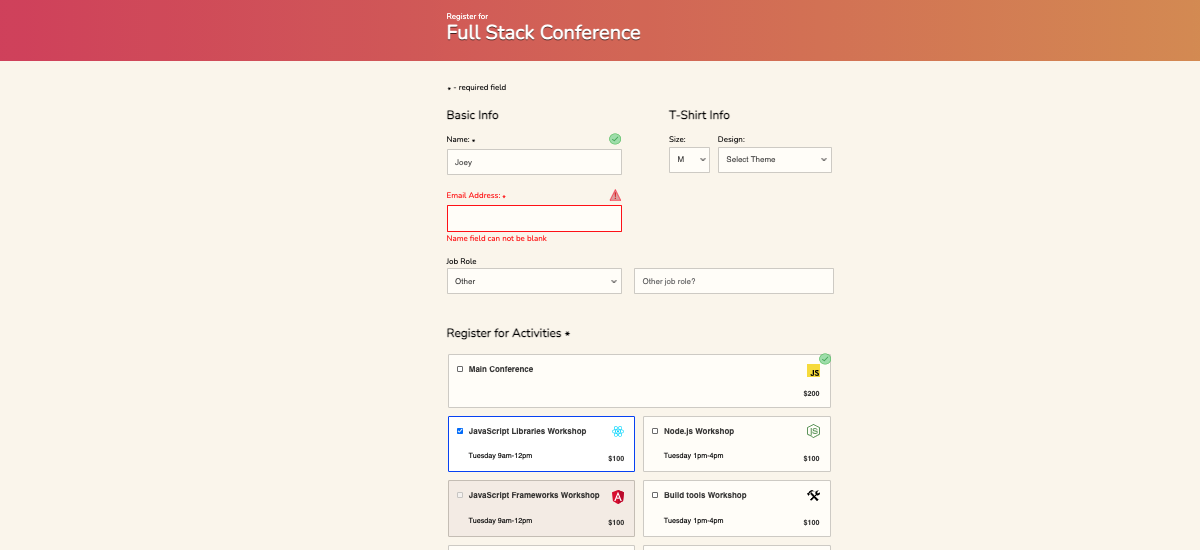 Register for
Full Stack Conference
* - required field
Basic Info
Name: *
Joey
Email Address: *
Name field can not be blank
Job Role
Other
Other job role?
T-Shirt Info
Size:
Design:
M
Select Theme
Register for Activities *
Main Conference
JS
$200
JavaScript Libraries Workshop
Tuesday 9am-12pm
$100
Node.js Workshop
JS
Tuesday 1pm-4pm
$100
JavaScript Frameworks Workshop
A
Tuesday 9am-12pm
$100
Build tools Workshop
Tuesday 1pm-4pm
$100